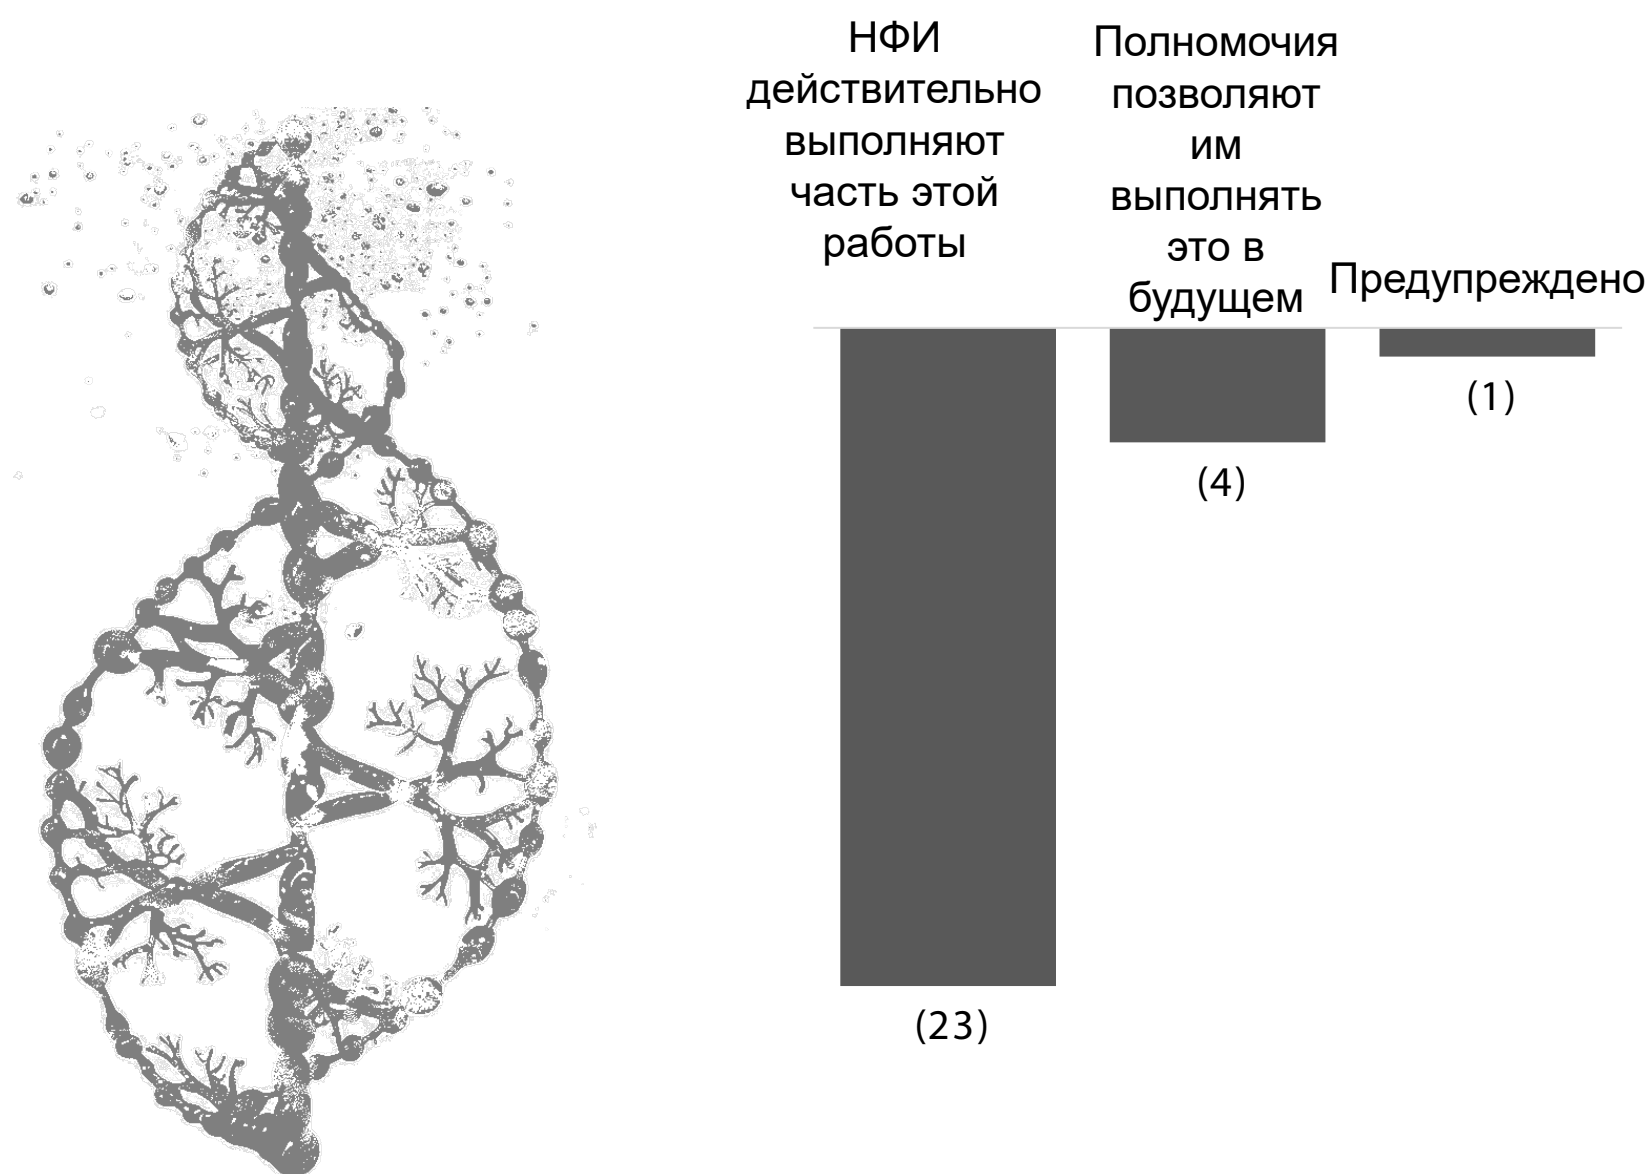 НФИ
действительно
выполняют
часть этой
работы
Полномочия
позволяют
им
выполнять
это в
будущем
Предупреждено
(23)
(4)
(1)